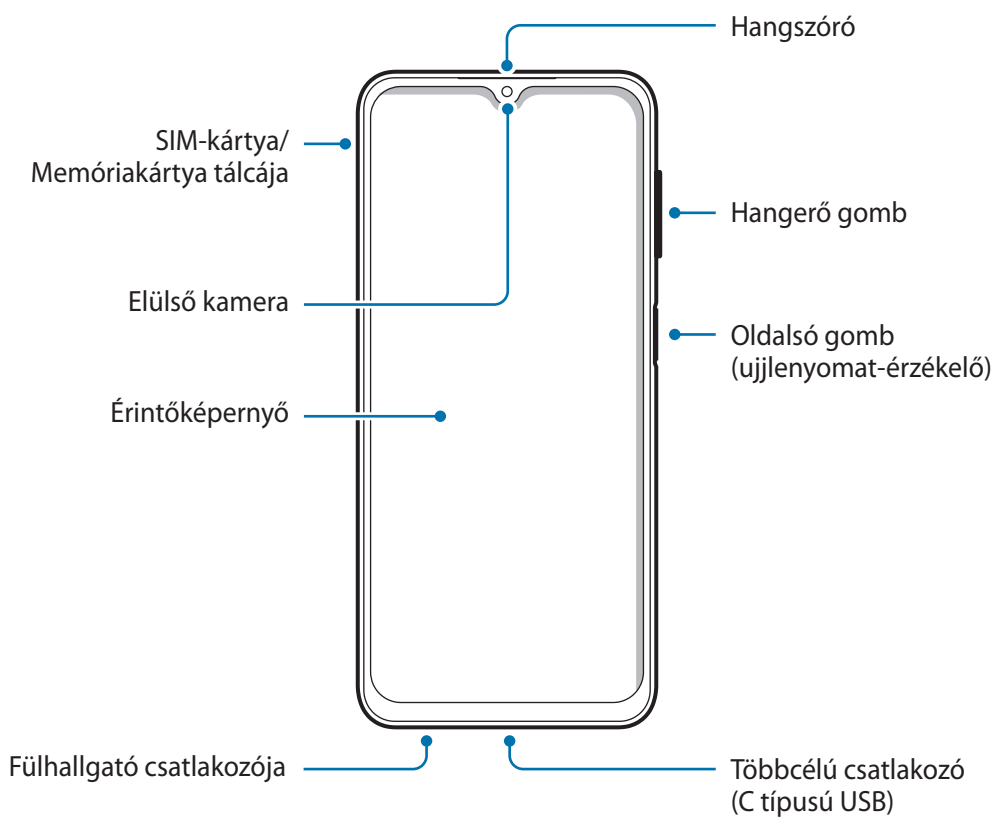 Hangszóró
SIM-kártya/
Memóriakártya tálcája
Hangerő gomb
Elülső kamera
Oldalsó gomb
(ujjlenyomat-érzékelő)
Érintőképernyő
Fülhallgató csatlakozója
Többcélú csatlakozó
(C típusú USB)